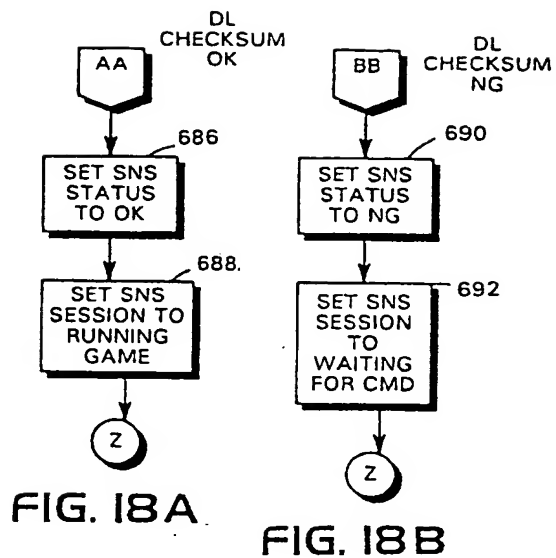 DL
CHECKSUM
OK
AA
686
SET SNS
STATUS
TO OK
688.
SET SNS
SESSION TO
RUNNING
GAME
Z
FIG. 18A
DL
CHECKSUM
NG
BB
690
SET SNS
STATUS
TO NG
692
SET SNS
SESSION
TO
WAITING
FOR CMD
Z
FIG. 18B